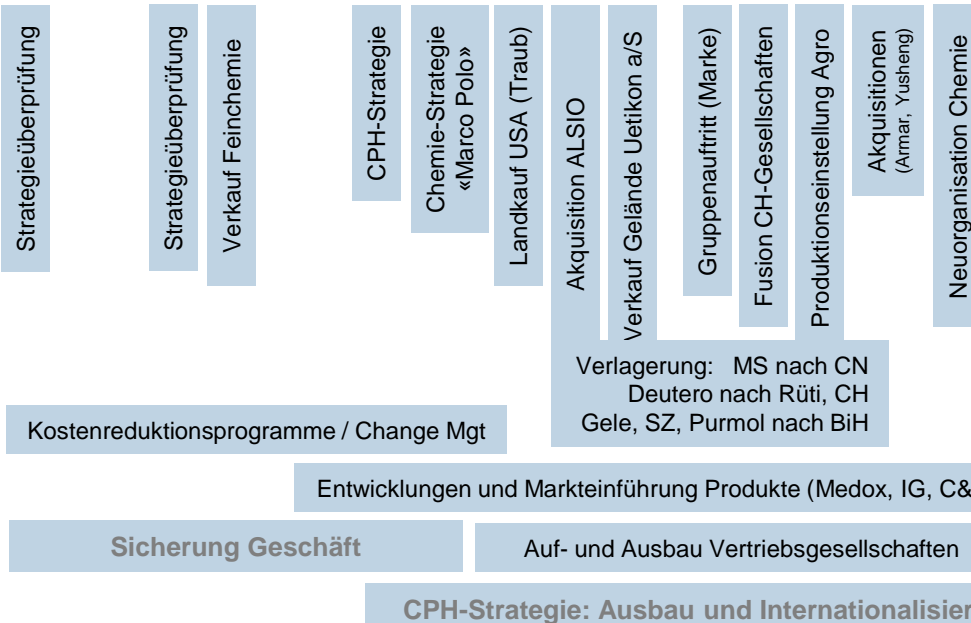 Strategieüberprüfung
Strategieüberprüfung
Verkauf Feinchemie
CPH-Strategie
Chemie-Strategie
«Marco Polo»
Landkauf USA (Traub)
Akquisition ALSIO
Verkauf Gelände Uetikon a/S
Gruppenauftritt (Marke)
Fusion CH-Gesellschaften
Produktionseinstellung Agro
Akquisitionen
(Armar, Yusheng)
Neuorganisation Chemie
Verlagerung: MS nach CN
Deutero nach Rüti, CH
Gele, SZ, Purmol nach BiH
Kostenreduktionsprogramme / Change Mgt
Entwicklungen und Markteinführung Produkte (Medox, IG, C&
Sicherung Geschäft
Auf- und Ausbau Vertriebsgesellschaften
CPH-Strategie: Ausbau und Internationalisier